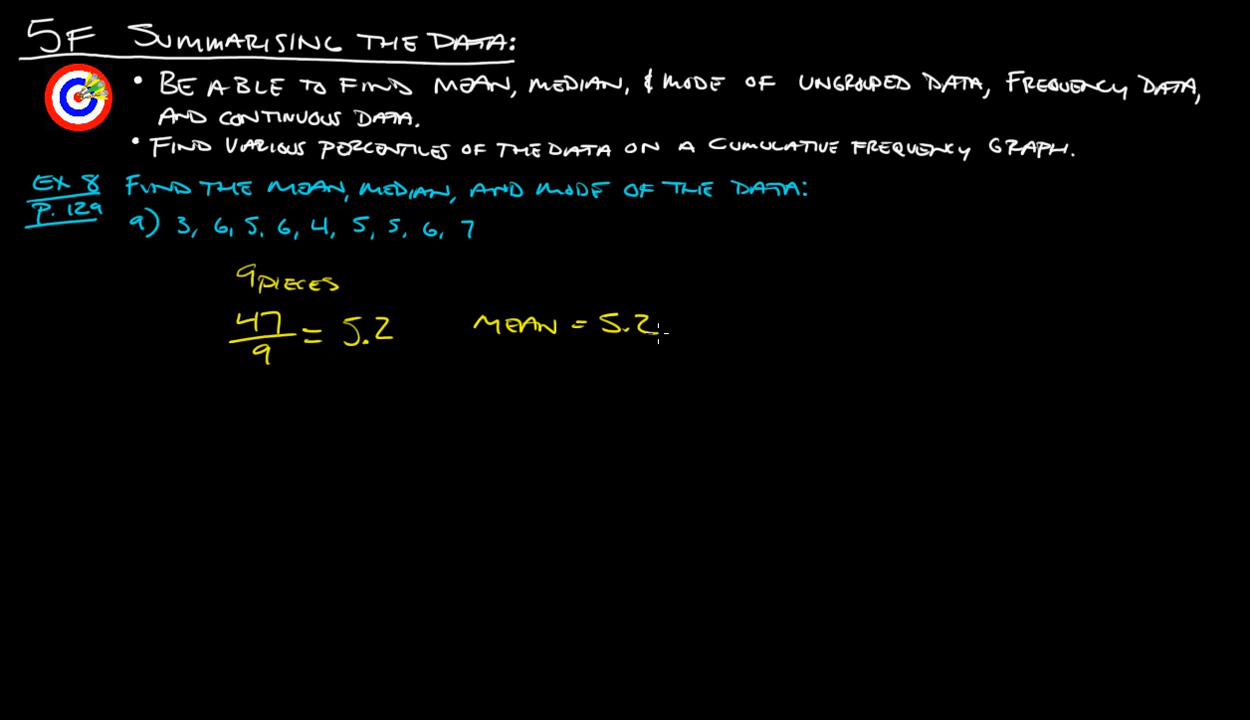 5F SUMMARISING THE DATA:
• BE ABLE TO FIND MEAN, MEDIAN, & MODE OF UNGROUPED DATA, FREQUENCY DATA,
AND CONTINUOUS DATA.
• FIND VARIOUS PERCENTILES OF THE DATA ON A CUMULATIVE FREQUENCY GRAPH.
EX 8 FIND THE MEAN, MEDIAN, AND MODE OF THE DATA:
P. 129 a) 3, 6, 5, 6, 4, 5, 5, 6, 7
9 PIECES
47/9 = 5.2 MEAN = 5.2